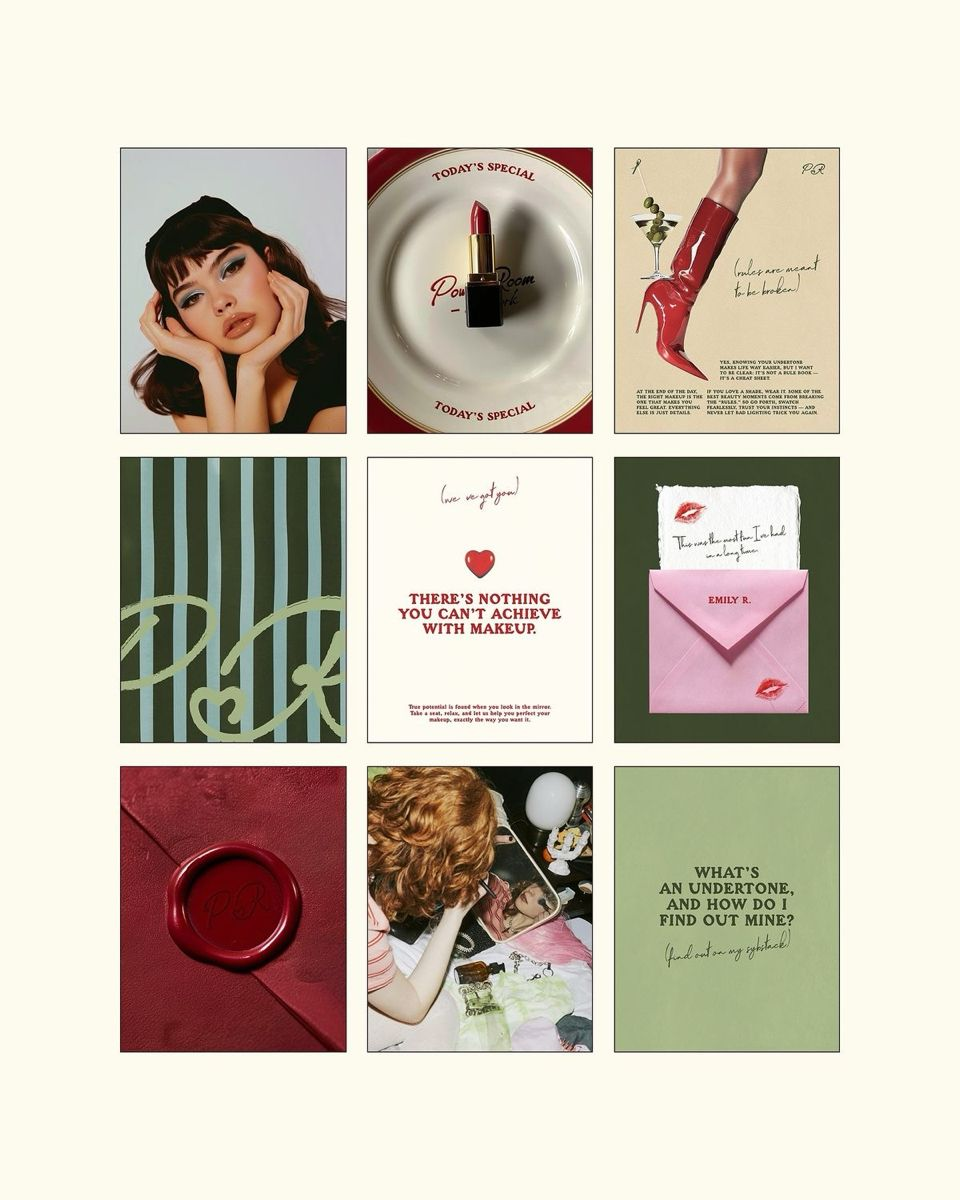 TODAY'S SPECIAL
Room
TODAY'S SPECIAL
PR
(rules are meant
to be broken)
YES, KNOWING YOUR UNDERTONE
MAKES LIFE WAY EASIER, BUT I WANT
TO BE CLEAR: IT'S NOT A RULE BOOK —
IT'S A CHEAT SHEET.
AT THE END OF THE DAY,
THE RIGHT MAKEUP IS THE
ONE THAT MAKES YOU
FEEL GREAT. EVERYTHING
ELSE IS JUST DETAILS.
IF YOU LOVE A SHADE, WEAR IT. SOME OF THE
BEST BEAUTY MOMENTS COME FROM BREAKING
THE "RULES." SO GO FORTH, SWATCH
FEARLESSLY, TRUST YOUR INSTINCTS — AND
NEVER LET BAD LIGHTING TRICK YOU AGAIN.
PR
(we've got you)
THERE'S NOTHING
YOU CAN'T ACHIEVE
WITH MAKEUP.
True potential is found when you look in the mirror.
Take a seat, relax, and let us help you perfect your
makeup, exactly the way you want it.
This was the most fun I've had
in a long time.
EMILY R.
PR
WHAT'S
AN UNDERTONE,
AND HOW DO I
FIND OUT MINE?
(find out on my sybstack)